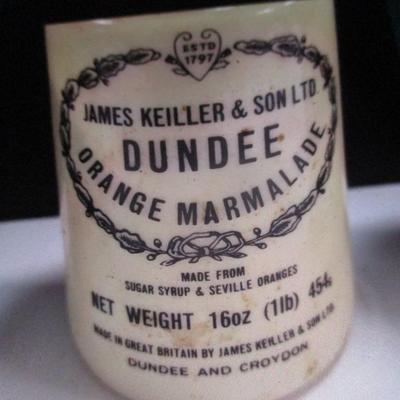 ESTD
1797
JAMES KEILLER & SON LTD.
DUNDEE
ORANGE MARMALADE
MADE FROM
SUGAR SYRUP & SEVILLE ORANGES
NET WEIGHT 16oz (1lb) 454g
MADE IN GREAT BRITAIN BY JAMES KEILLER & SON LTD.
DUNDEE AND CROYDON